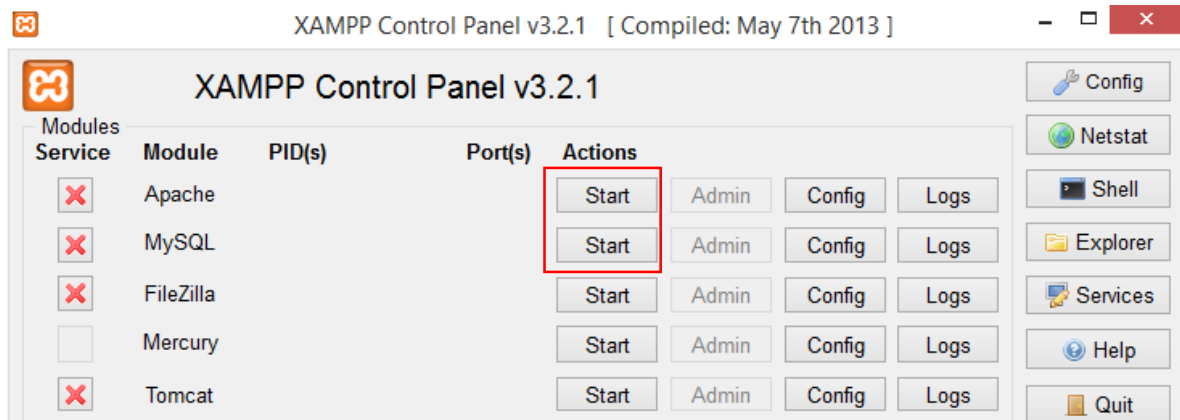 XAMPP Control Panel v3.2.1 [ Compiled: May 7th 2013 ]
XAMPP Control Panel v3.2.1
Config
Modules
Netstat
Service Module PID(s) Port(s) Actions
Apache Start Admin Config Logs
Shell
MySQL Start Admin Config Logs
Explorer
FileZilla Start Admin Config Logs
Services
Mercury Start Admin Config Logs
Help
Tomcat Start Admin Config Logs
Quit